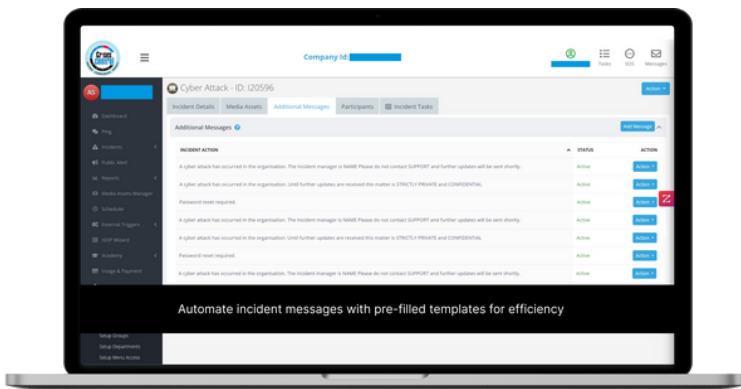 Crises Control
Company Id:
Tasks
SOS
Messages
AS
Cyber Attack - ID: I20596
Action
Incident Details
Media Assets
Additional Messages
Participants
Incident Tasks
Dashboard
Ping
Incidents
Public Alert
Reports
Media Assets Manager
Scheduler
External Triggers
ISOP Wizard
Academy
Usage & Payment
Additional Messages
Add Message
INCIDENT ACTION
STATUS
ACTION
A cyber attack has occurred in the organisation. The incident manager is NAME Please do not contact SUPPORT and further updates will be sent shortly.
Active
Action
A cyber attack has occurred in the organisation. Until further updates are received this matter is STRICTLY PRIVATE and CONFIDENTIAL.
Active
Action
Password reset required.
Active
Action
A cyber attack has occurred in the organisation. The incident manager is NAME Please do not contact SUPPORT and further updates will be sent shortly.
Active
Action
A cyber attack has occurred in the organisation. Until further updates are received this matter is STRICTLY PRIVATE and CONFIDENTIAL.
Active
Action
Password reset required.
Active
Action
A cyber attack has occurred in the organisation. The incident manager is NAME Please do not contact SUPPORT and further updates will be sent shortly.
Active
Action
Automate incident messages with pre-filled templates for efficiency
Setup Groups
Setup Departments
Setup Menu Access